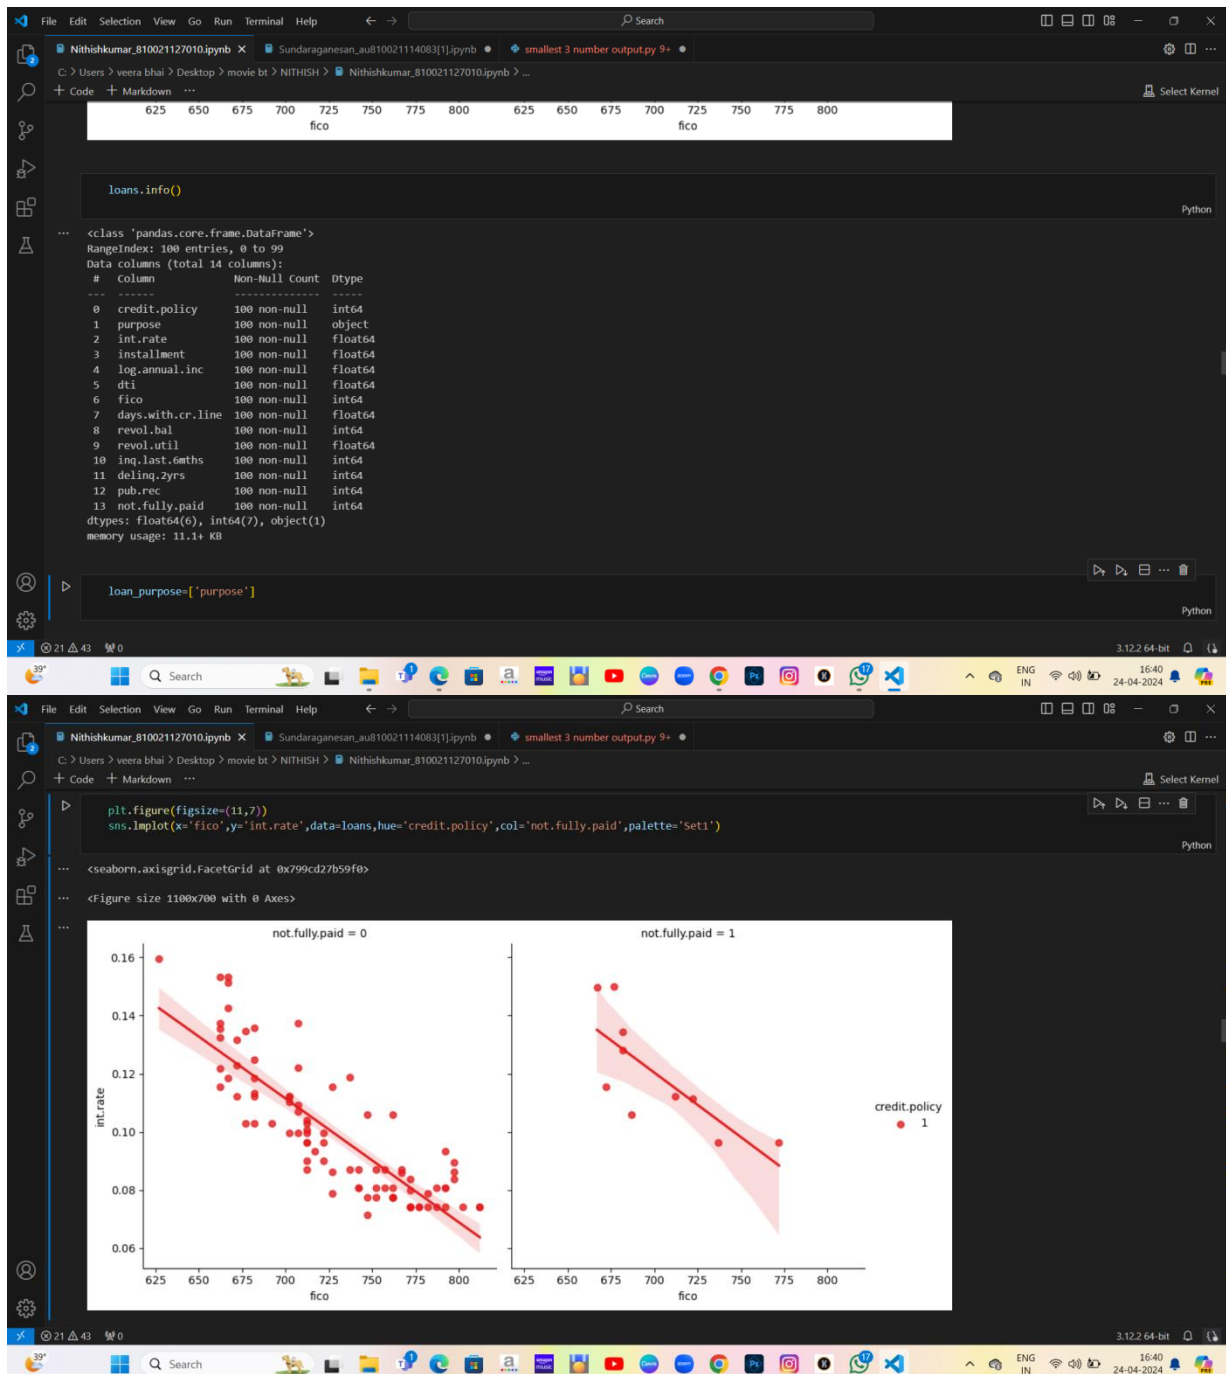 File Edit Selection View Go Run Terminal Help Search
Nithishkumar_810021127010.ipynb Sundaraganesan_au810021114083[1].ipynb smallest 3 number output.py 9+
C: > Users > veera bhai > Desktop > movie bt > NITHISH > Nithishkumar_810021127010.ipynb > ...
+ Code + Markdown ... Select Kernel
625 650 675 700 725 750 775 800 625 650 675 700 725 750 775 800
fico fico
loans.info()
Python
<class 'pandas.core.frame.DataFrame'>
RangeIndex: 100 entries, 0 to 99
Data columns (total 14 columns):
# Column Non-Null Count Dtype
--- ------ -------------- -----
0 credit.policy 100 non-null int64
1 purpose 100 non-null object
2 int.rate 100 non-null float64
3 installment 100 non-null float64
4 log.annual.inc 100 non-null float64
5 dti 100 non-null float64
6 fico 100 non-null int64
7 days.with.cr.line 100 non-null float64
8 revol.bal 100 non-null int64
9 revol.util 100 non-null float64
10 inq.last.6mths 100 non-null int64
11 delinq.2yrs 100 non-null int64
12 pub.rec 100 non-null int64
13 not.fully.paid 100 non-null int64
dtypes: float64(6), int64(7), object(1)
memory usage: 11.1+ KB
loan_purpose=['purpose']
Python
21 43 0 3.12.2 64-bit
39° Search ENG 16:40
IN 24-04-2024
File Edit Selection View Go Run Terminal Help Search
Nithishkumar_810021127010.ipynb Sundaraganesan_au810021114083[1].ipynb smallest 3 number output.py 9+
C: > Users > veera bhai > Desktop > movie bt > NITHISH > Nithishkumar_810021127010.ipynb > ...
+ Code + Markdown ... Select Kernel
plt.figure(figsize=(11,7))
sns.lmplot(x='fico',y='int.rate',data=loans,hue='credit.policy',col='not.fully.paid',palette='Set1')
Python
<seaborn.axisgrid.FacetGrid at 0x799cd27b59f0>
<Figure size 1100x700 with 0 Axes>
not.fully.paid = 0 not.fully.paid = 1
0.16
0.14
0.12
int.rate
credit.policy
1
0.10
0.08
0.06
625 650 675 700 725 750 775 800 625 650 675 700 725 750 775 800
fico fico
21 43 0 3.12.2 64-bit
39° Search ENG 16:40
IN 24-04-2024